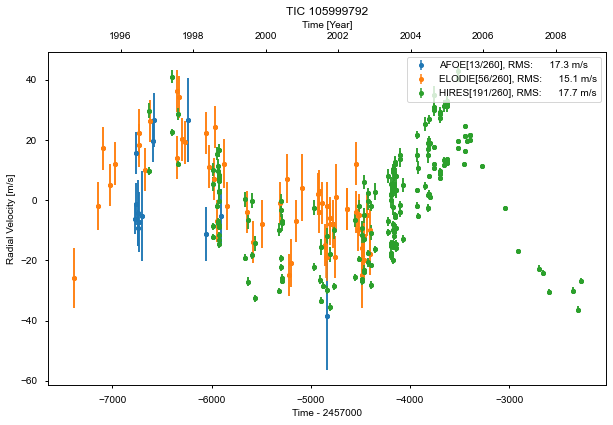 TIC 105999792
Time [Year]
1996 1998 2000 2002 2004 2006 2008
AFOE[13/260], RMS: 17.3 m/s
ELODIE[56/260], RMS: 15.1 m/s
HIRES[191/260], RMS: 17.7 m/s
Radial Velocity [m/s]
40
20
0
−20
−40
−60
−7000 −6000 −5000 −4000 −3000
Time - 2457000